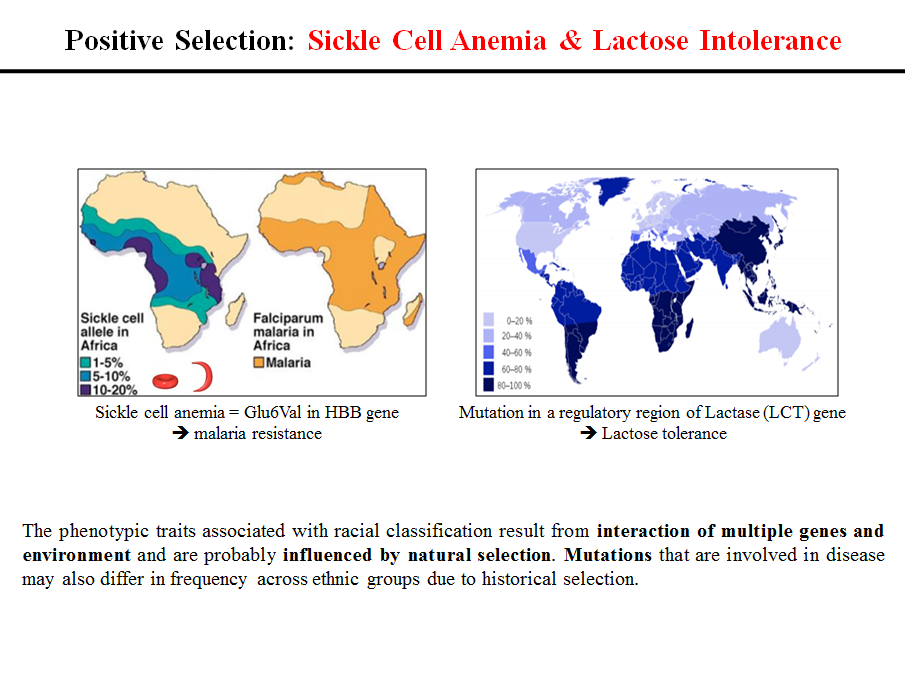 Positive Selection: Sickle Cell Anemia & Lactose Intolerance
Sickle cell
allele in
Africa
1-5%
5-10%
10-20%
Falciparum
malaria in
Africa
Malaria
0–20 %
20–40 %
40–60 %
60–80 %
80–100 %
Sickle cell anemia = Glu6Val in HBB gene
➔ malaria resistance
Mutation in a regulatory region of Lactase (LCT) gene
➔ Lactose tolerance
The phenotypic traits associated with racial classification result from interaction of multiple genes and
environment and are probably influenced by natural selection. Mutations that are involved in disease
may also differ in frequency across ethnic groups due to historical selection.